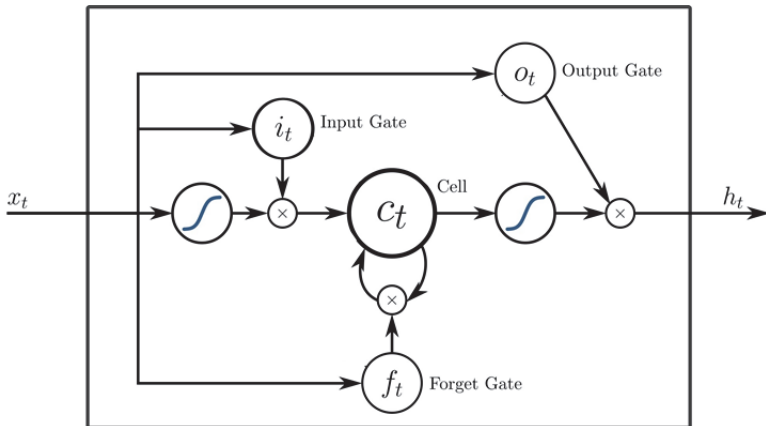 o_t Output Gate
i_t Input Gate
x_t
×
c_t
Cell
×
h_t
×
f_t Forget Gate